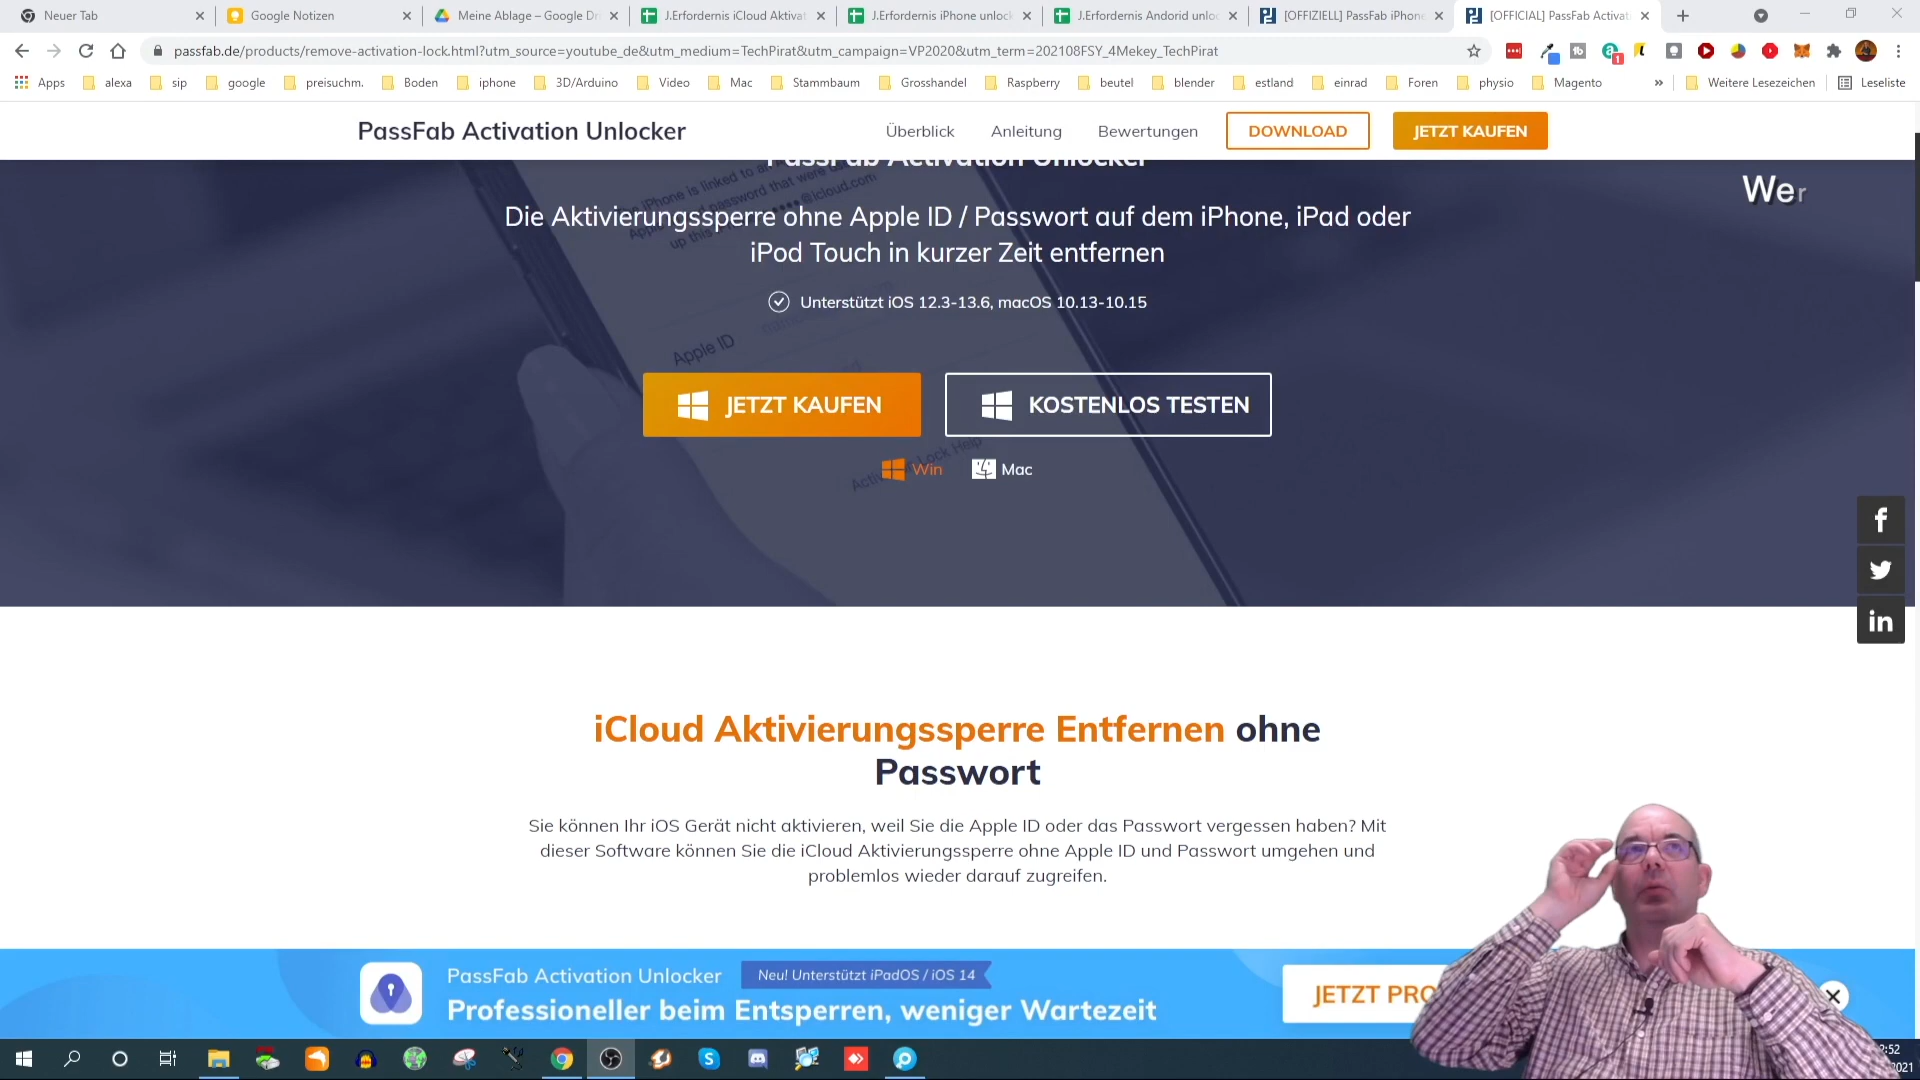 Neuer Tab
Google Notizen
Meine Ablage – Google Dr
J.Erfordernis iCloud Aktivat
J.Erfordernis iPhone unlock
J.Erfordernis Andorid unloc
[OFFIZIELL] PassFab iPhone
[OFFICIAL] PassFab Activati
passfab.de/products/remove-activation-lock.html?utm_source=youtube_de&utm_medium=TechPirat&utm_campaign=VP2020&utm_term=202108FSY_4Mekey_TechPirat
Apps
alexa
sip
google
preisuchm.
Boden
iphone
3D/Arduino
Video
Mac
Stammbaum
Grosshandel
Raspberry
beutel
blender
estland
einrad
Foren
physio
Magento
»
Weitere Lesezeichen
Leseliste
PassFab Activation Unlocker
Überblick
Anleitung
Bewertungen
DOWNLOAD
JETZT KAUFEN
PassFab Activation Unlocker
Wer
Die Aktivierungssperre ohne Apple ID / Passwort auf dem iPhone, iPad oder
iPod Touch in kurzer Zeit entfernen
Unterstützt iOS 12.3-13.6, macOS 10.13-10.15
Apple ID
JETZT KAUFEN
KOSTENLOS TESTEN
Win
Mac
iCloud Aktivierungssperre Entfernen ohne
Passwort
Sie können Ihr iOS Gerät nicht aktivieren, weil Sie die Apple ID oder das Passwort vergessen haben? Mit
dieser Software können Sie die iCloud Aktivierungssperre ohne Apple ID und Passwort umgehen und
problemlos wieder darauf zugreifen.
PassFab Activation Unlocker
Neu! Unterstützt iPadOS / iOS 14
Professioneller beim Entsperren, weniger Wartezeit
JETZT PRO
:52
2021